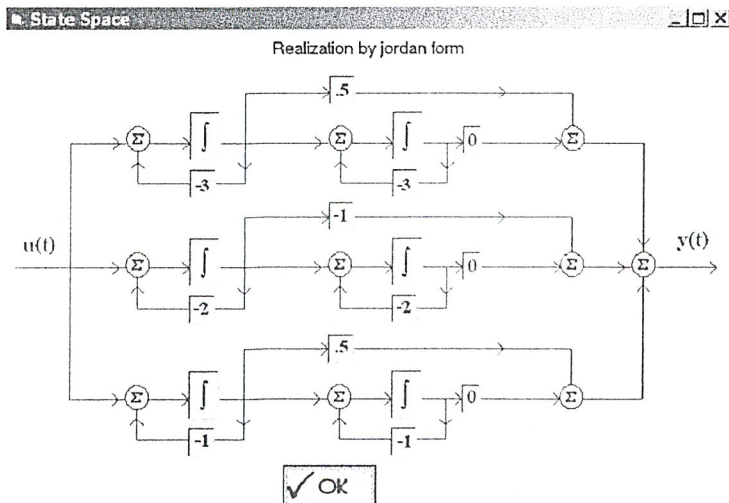 State Space
Realization by jordan form
.5
Σ ∫ Σ ∫ 0 Σ
-3 -3
-1
u(t) y(t)
Σ ∫ Σ ∫ 0 Σ Σ
-2 -2
.5
Σ ∫ Σ ∫ 0 Σ
-1 -1
OK